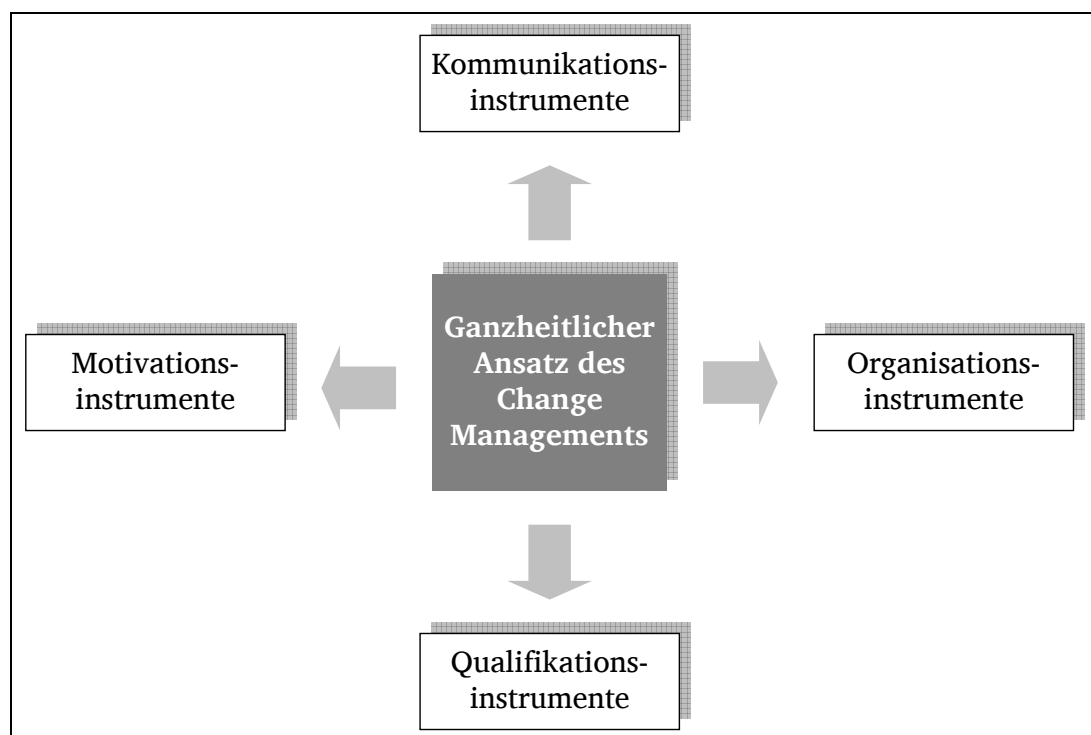 Kommunikations-
instrumente
Ganzheitlicher
Ansatz des
Change
Managements
Motivations-
instrumente
Organisations-
instrumente
Qualifikations-
instrumente